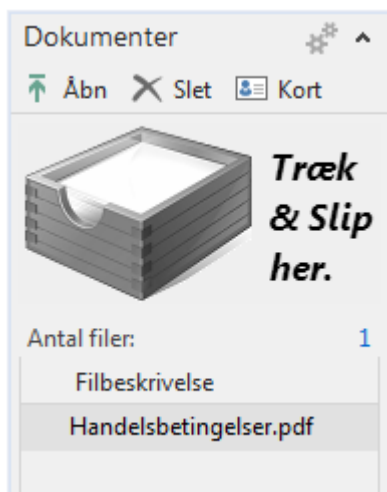 Dokumenter
Åbn Slet Kort
Træk
& Slip
her.
Antal filer: 1
Filbeskrivelse
Handelsbetingelser.pdf